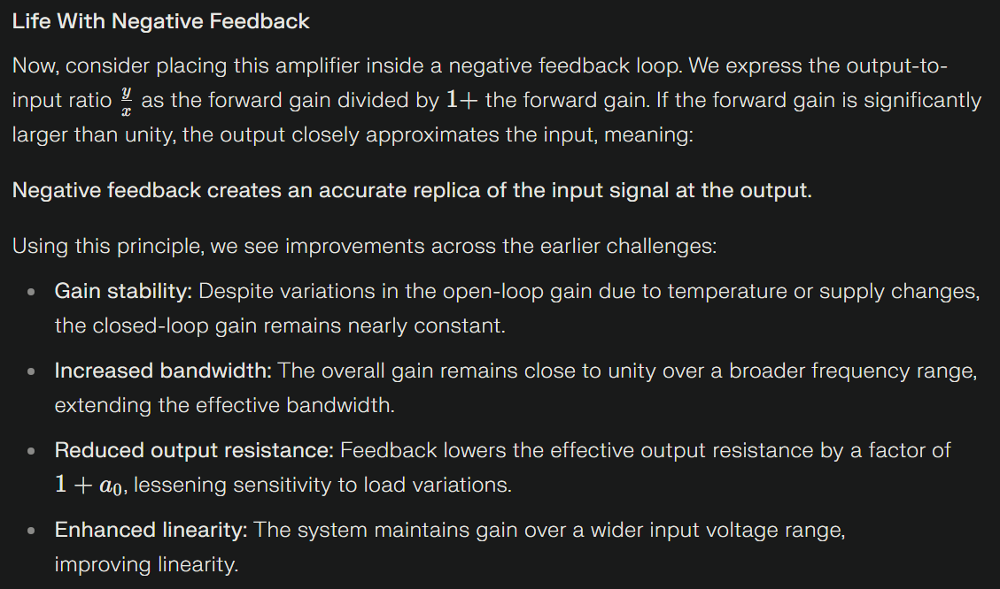 Life With Negative Feedback
Now, consider placing this amplifier inside a negative feedback loop. We express the output-to-
input ratio y/x as the forward gain divided by 1+ the forward gain. If the forward gain is significantly
larger than unity, the output closely approximates the input, meaning:
Negative feedback creates an accurate replica of the input signal at the output.
Using this principle, we see improvements across the earlier challenges:
• Gain stability: Despite variations in the open-loop gain due to temperature or supply changes,
the closed-loop gain remains nearly constant.
• Increased bandwidth: The overall gain remains close to unity over a broader frequency range,
extending the effective bandwidth.
• Reduced output resistance: Feedback lowers the effective output resistance by a factor of
1 + a₀, lessening sensitivity to load variations.
• Enhanced linearity: The system maintains gain over a wider input voltage range,
improving linearity.